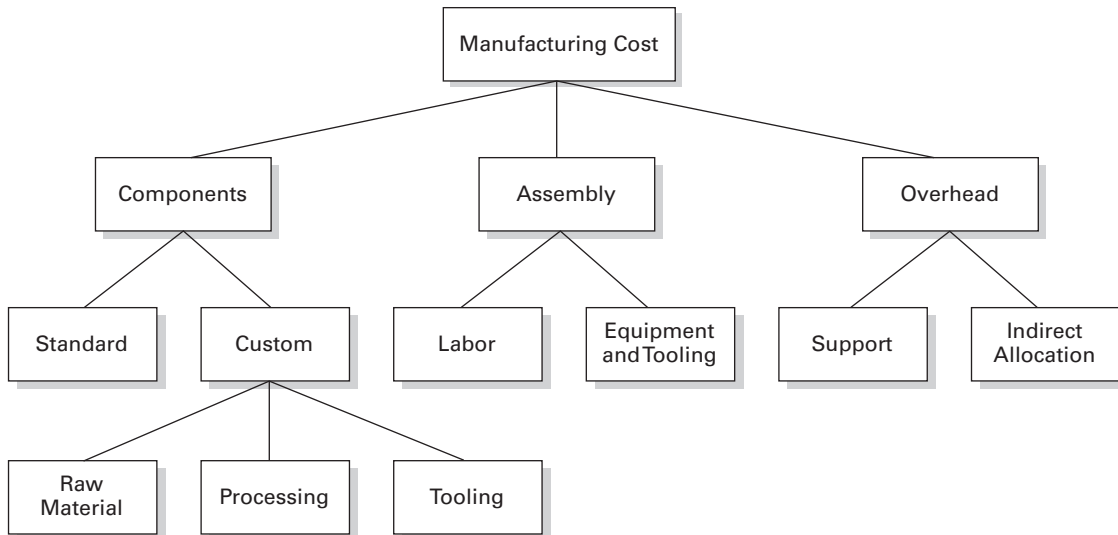 Manufacturing Cost
Components
Assembly
Overhead
Standard
Custom
Labor
Equipment
and Tooling
Support
Indirect
Allocation
Raw
Material
Processing
Tooling